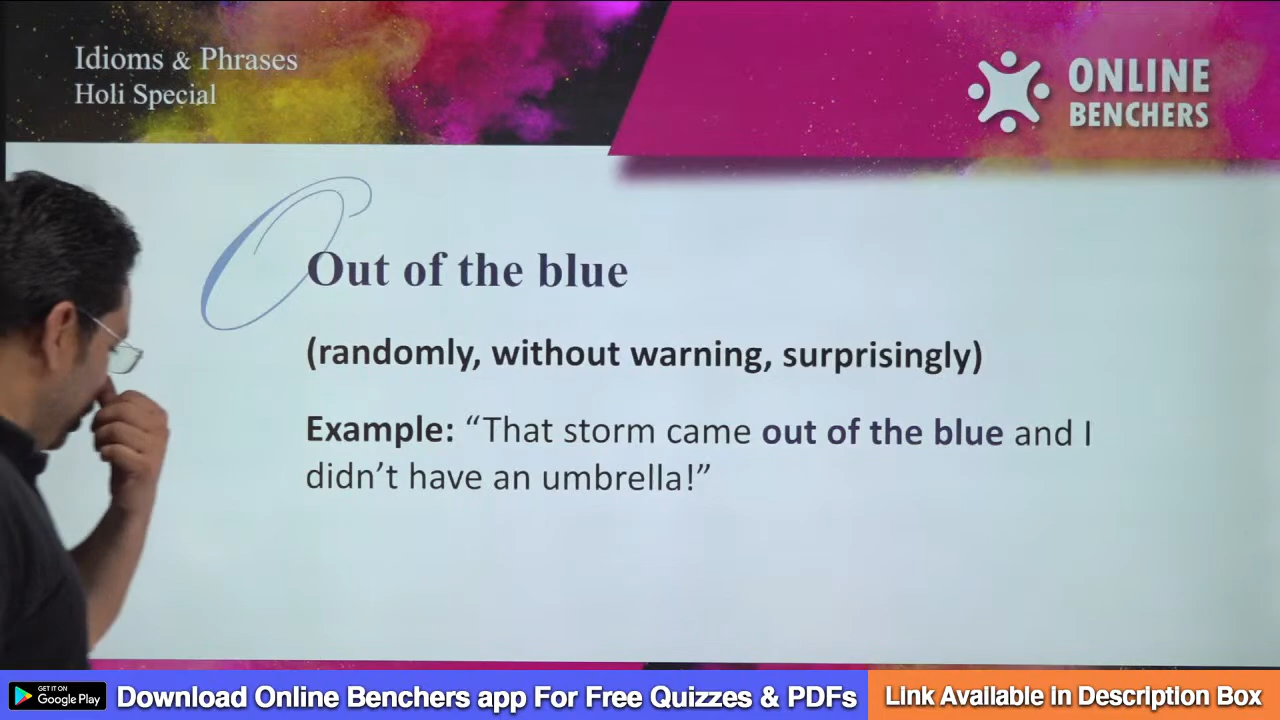 Idioms & Phrases
Holi Special
ONLINE
BENCHERS
Out of the blue
(randomly, without warning, surprisingly)
Example: “That storm came out of the blue and I
didn’t have an umbrella!”
GET IT ON
Google Play
Download Online Benchers app For Free Quizzes & PDFs
Link Available In Description Box